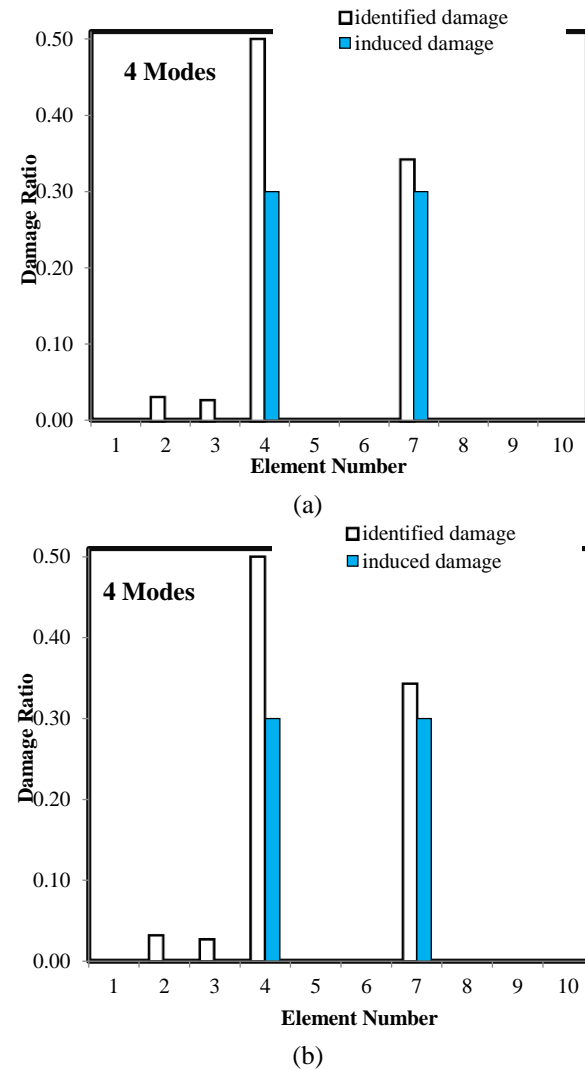 identified damage
induced damage
4 Modes
0.50
0.40
0.30
0.20
0.10
0.00
Damage Ratio
1 2 3 4 5 6 7 8 9 10
Element Number
(a)
identified damage
induced damage
4 Modes
0.50
0.40
0.30
0.20
0.10
0.00
Damage Ratio
1 2 3 4 5 6 7 8 9 10
Element Number
(b)